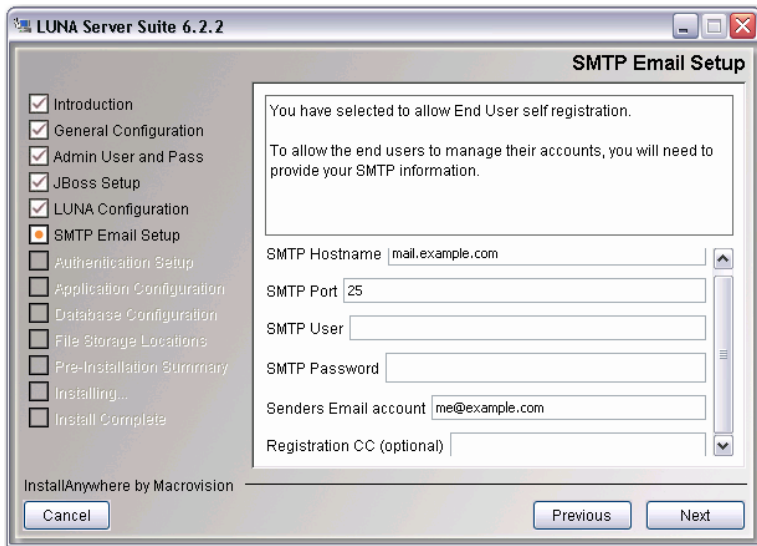 LUNA Server Suite 6.2.2
SMTP Email Setup
Introduction
General Configuration
Admin User and Pass
JBoss Setup
LUNA Configuration
SMTP Email Setup
Authentication Setup
Application Configuration
Database Configuration
File Storage Locations
Pre-Installation Summary
Installing...
Install Complete
You have selected to allow End User self registration.
To allow the end users to manage their accounts, you will need to
provide your SMTP information.
SMTP Hostname mail.example.com
SMTP Port 25
SMTP User
SMTP Password
Senders Email account me@example.com
Registration CC (optional)
InstallAnywhere by Macrovision
Cancel Previous Next